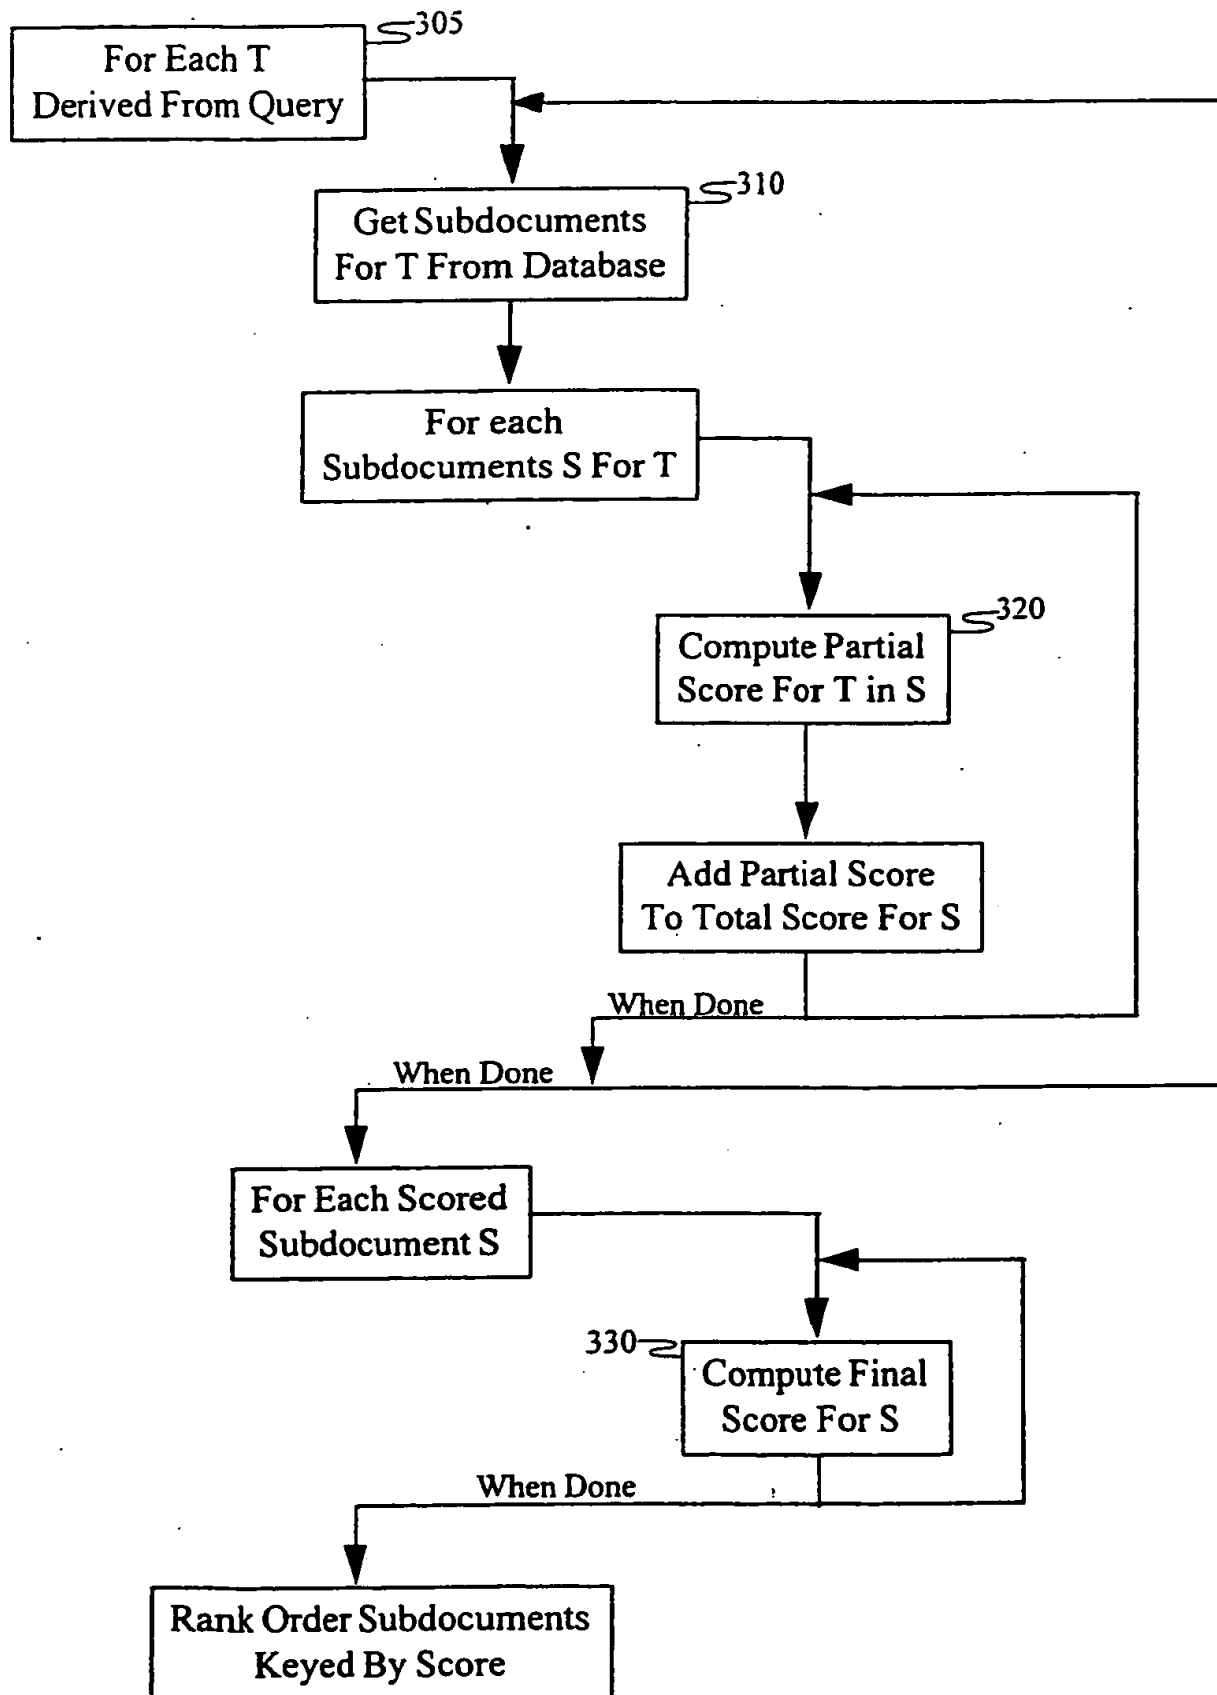 305
For Each T
Derived From Query
310
Get Subdocuments
For T From Database
For each
Subdocuments S For T
320
Compute Partial
Score For T in S
Add Partial Score
To Total Score For S
When Done
When Done
For Each Scored
Subdocument S
330
Compute Final
Score For S
When Done
Rank Order Subdocuments
Keyed By Score